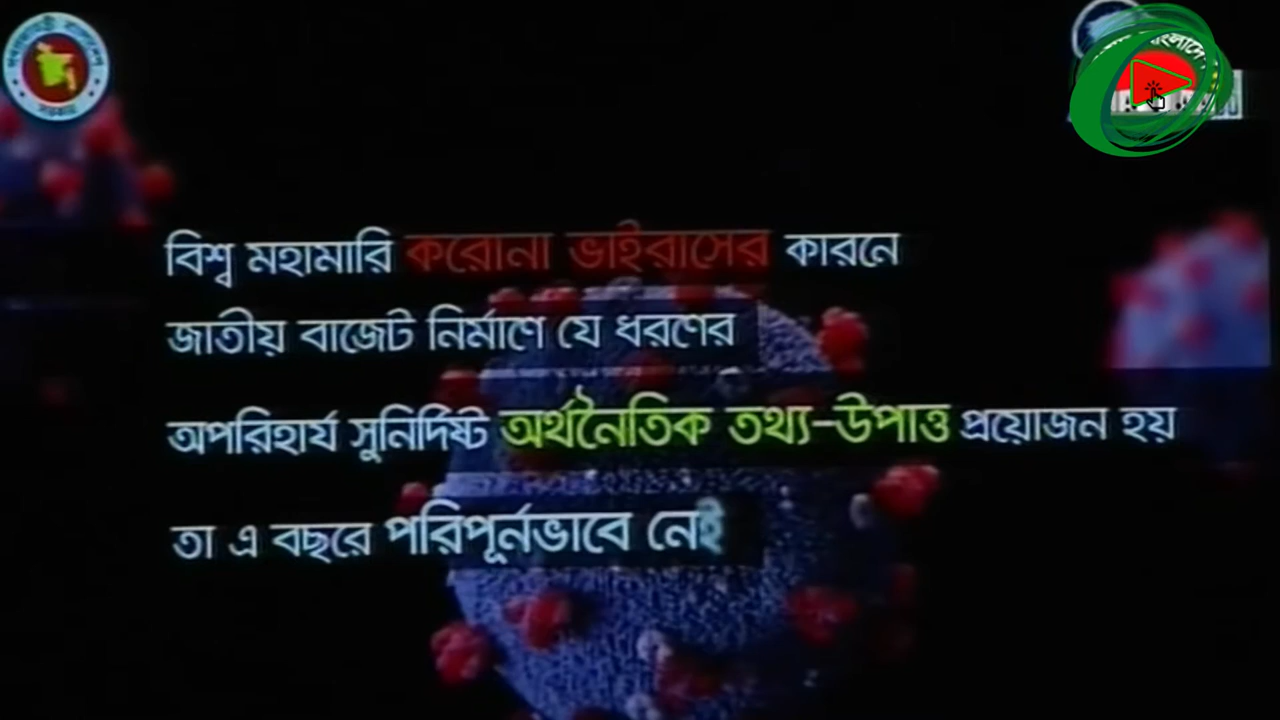 বিশ্ব মহামারি করোনা ভাইরাসের কারনে
জাতীয় বাজেট নির্মাণে যে ধরণের
অপরিহার্য সুনির্দিষ্ট অর্থনৈতিক তথ্য-উপাত্ত প্রয়োজন হয়
তা এ বছরে পরিপূর্নভাবে নেই